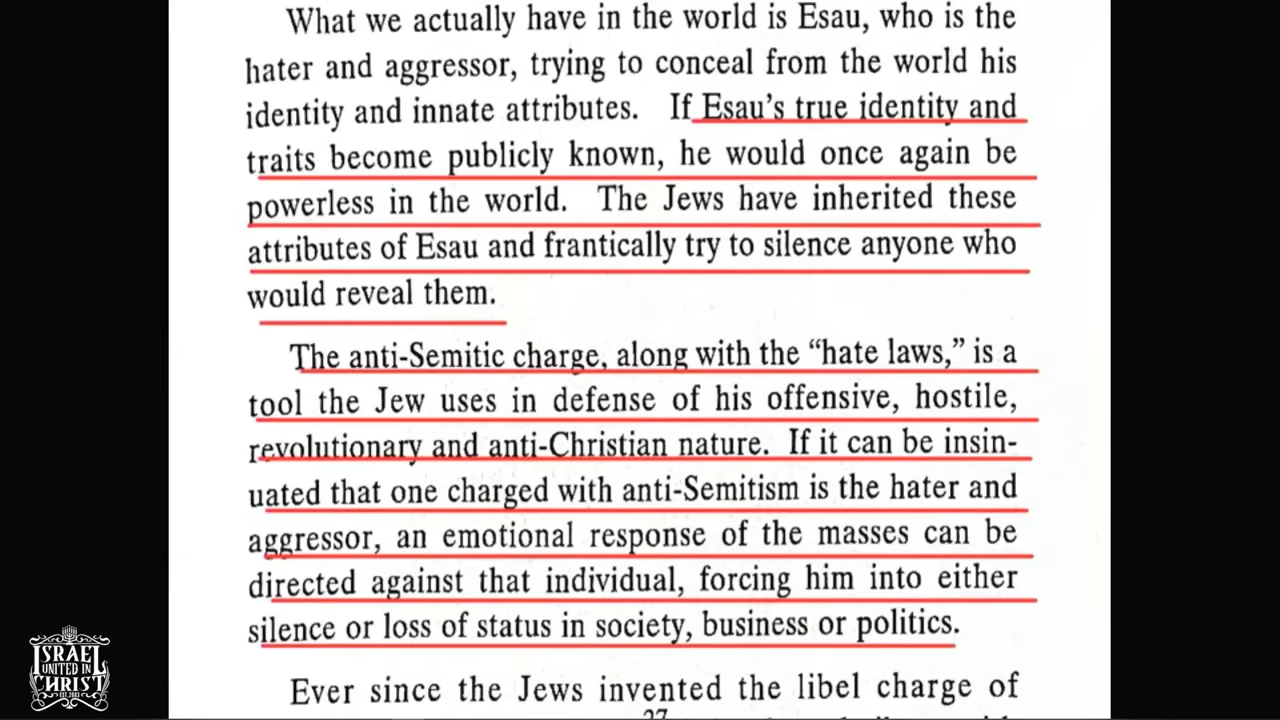 What we actually have in the world is Esau, who is the
hater and aggressor, trying to conceal from the world his
identity and innate attributes. If Esau's true identity and
traits become publicly known, he would once again be
powerless in the world. The Jews have inherited these
attributes of Esau and frantically try to silence anyone who
would reveal them.
The anti-Semitic charge, along with the “hate laws,” is a
tool the Jew uses in defense of his offensive, hostile,
revolutionary and anti-Christian nature. If it can be insin-
uated that one charged with anti-Semitism is the hater and
aggressor, an emotional response of the masses can be
directed against that individual, forcing him into either
silence or loss of status in society, business or politics.
Ever since the Jews invented the libel charge of
ISRAEL
UNITED IN
CHRIST
EST. 2003